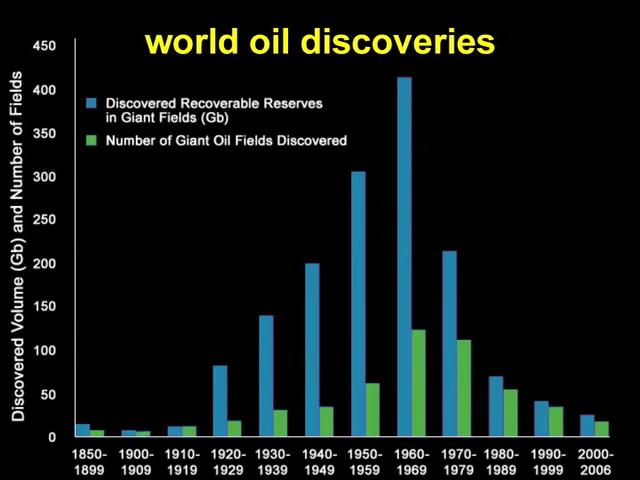 world oil discoveries
Discovered Volume (Gb) and Number of Fields
450
400
350
300
250
200
150
100
50
0
Discovered Recoverable Reserves
in Giant Fields (Gb)
Number of Giant Oil Fields Discovered
1850- 1900- 1910- 1920- 1930- 1940- 1950- 1960- 1970- 1980- 1990- 2000-
1899 1909 1919 1929 1939 1949 1959 1969 1979 1989 1999 2006